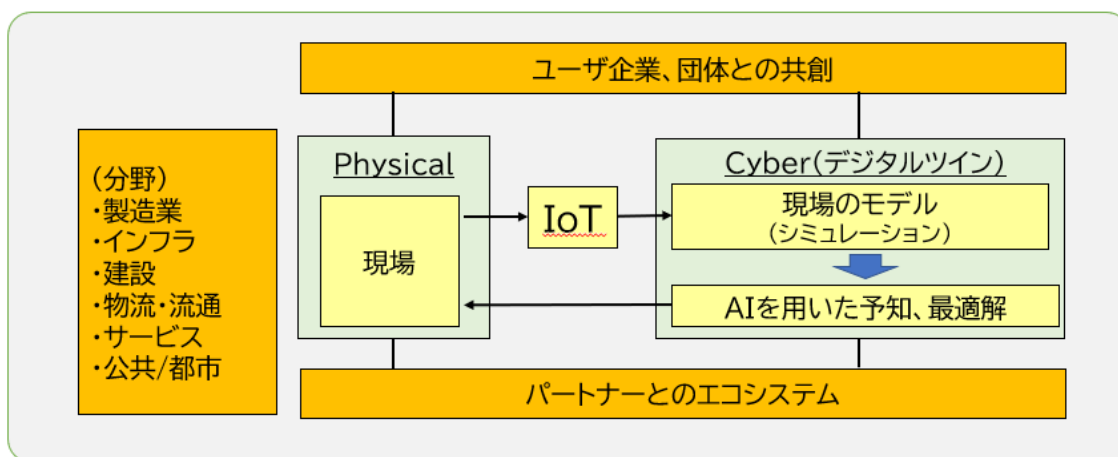 ユーザ企業、団体との共創
(分野)
・製造業
・インフラ
・建設
・物流・流通
・サービス
・公共/都市
Physical
現場
IoT
Cyber(デジタルツイン)
現場のモデル
(シミュレーション)
AIを用いた予知、最適解
パートナーとのエコシステム